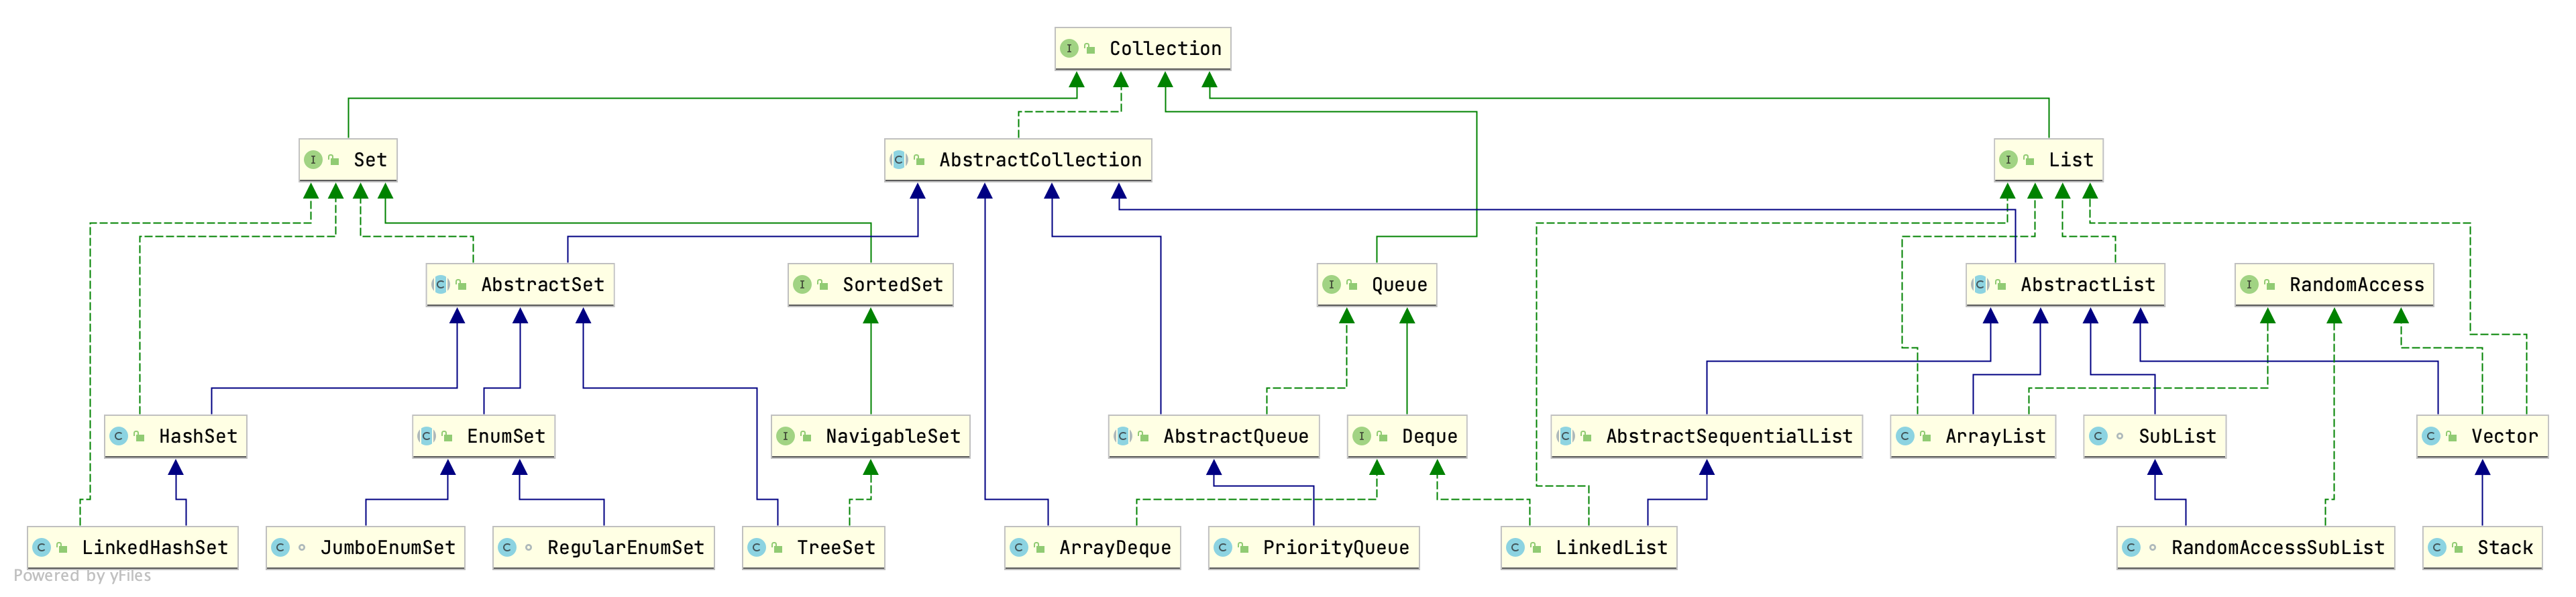 Collection
Set
AbstractCollection
List
AbstractSet
SortedSet
Queue
AbstractList
RandomAccess
HashSet
EnumSet
NavigableSet
AbstractQueue
Deque
AbstractSequentialList
ArrayList
SubList
Vector
LinkedHashSet
JumboEnumSet
RegularEnumSet
TreeSet
ArrayDeque
PriorityQueue
LinkedList
RandomAccessSubList
Stack
Powered by yFiles